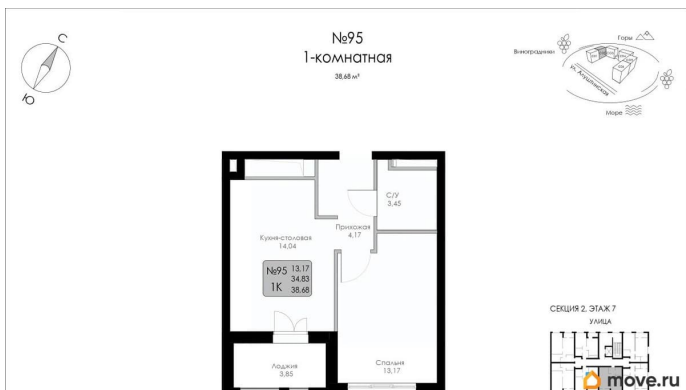 №95
1-комнатная
38,68 м²
С
Ю
Горы
Виноградники
ул. Алуштинская
Море
С/У
3,45
Прихожая
4,17
Кухня-столовая
14,04
№95 13,17
34,83
1К 38,68
Лоджия
3,85
Спальня
13,17
СЕКЦИЯ 2, ЭТАЖ 7
УЛИЦА
move.ru